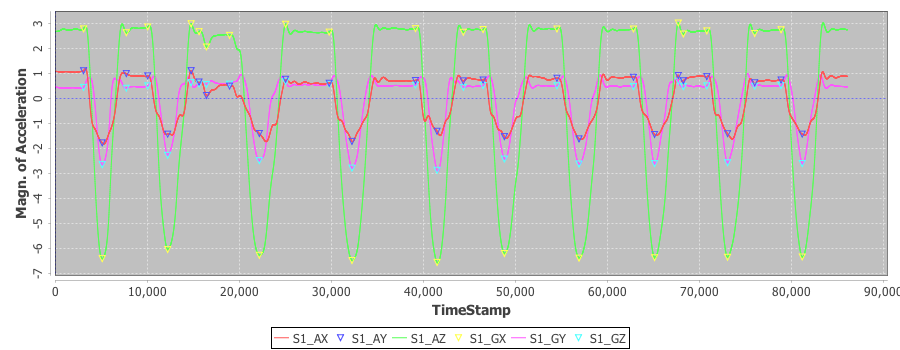 3
2
1
0
-1
-2
-3
-4
-5
-6
-7
Magn. of Acceleration
0 10,000 20,000 30,000 40,000 50,000 60,000 70,000 80,000 90,000
TimeStamp
S1_AX S1_AY S1_AZ S1_GX S1_GY S1_GZ